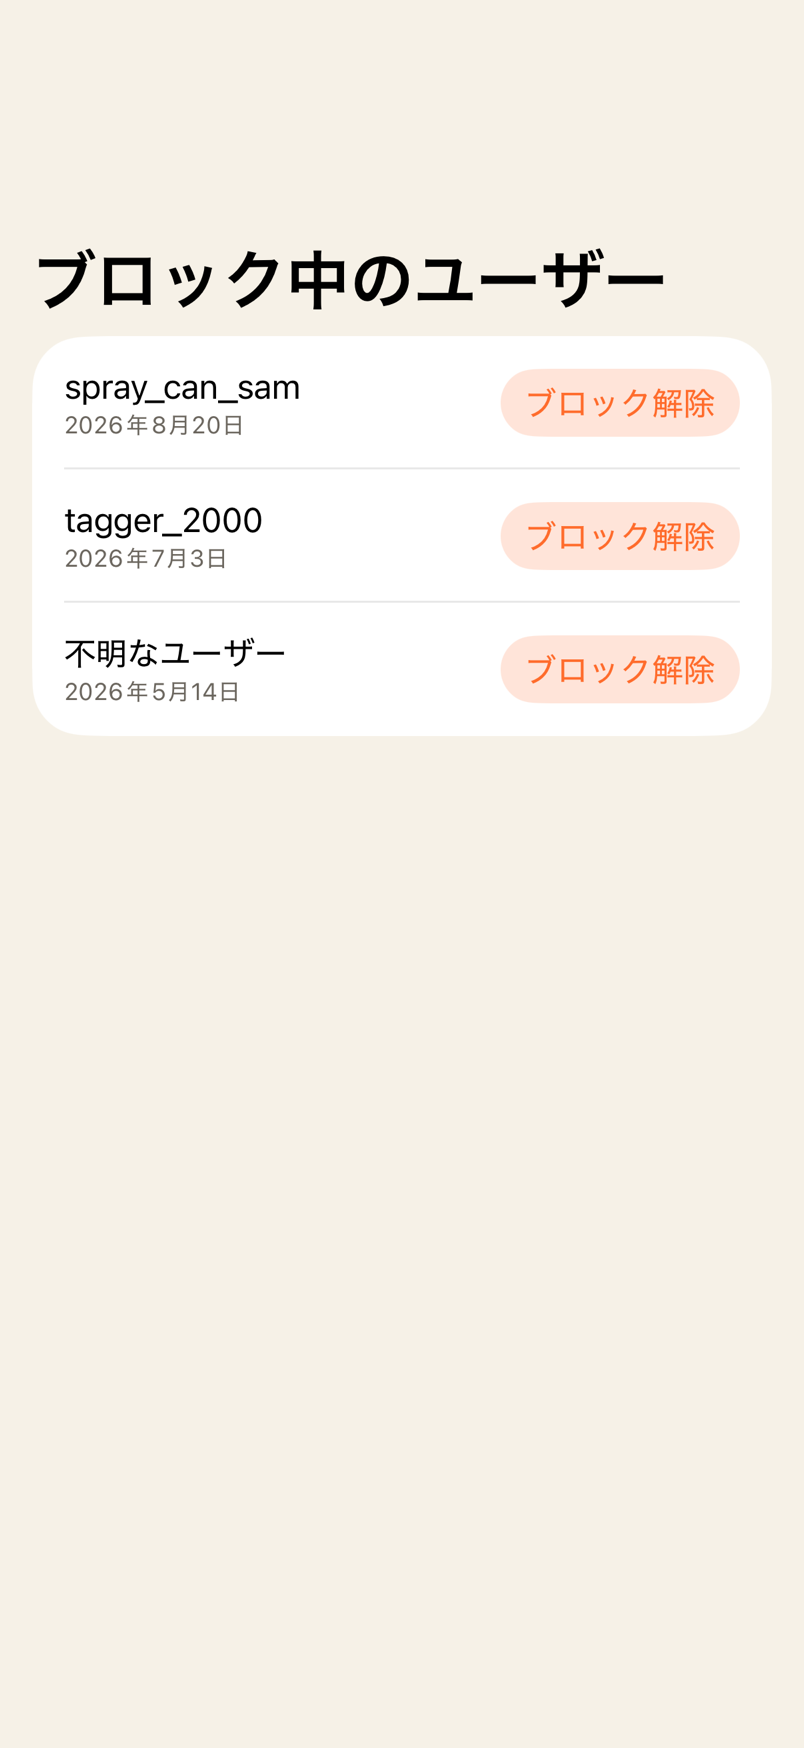 ブロック中のユーザー
spray_can_sam
ブロック解除
2026年8月20日
tagger_2000
ブロック解除
2026年7月3日
不明なユーザー
ブロック解除
2026年5月14日